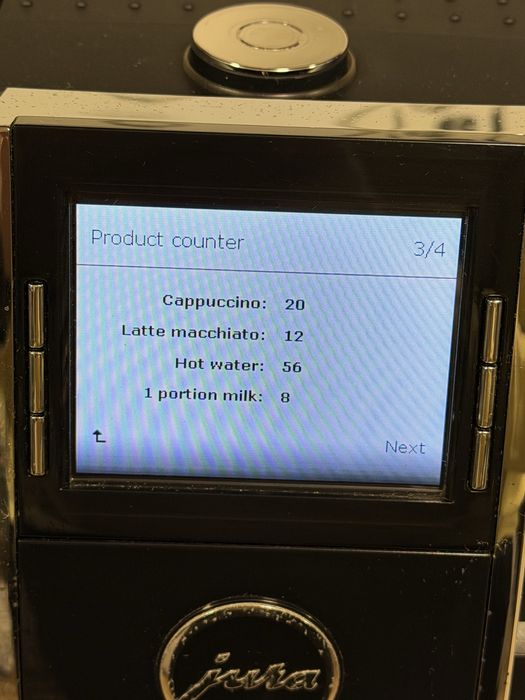 Product counter 3/4
Cappuccino: 20
Latte macchiato: 12
Hot water: 56
1 portion milk: 8
Next
jura